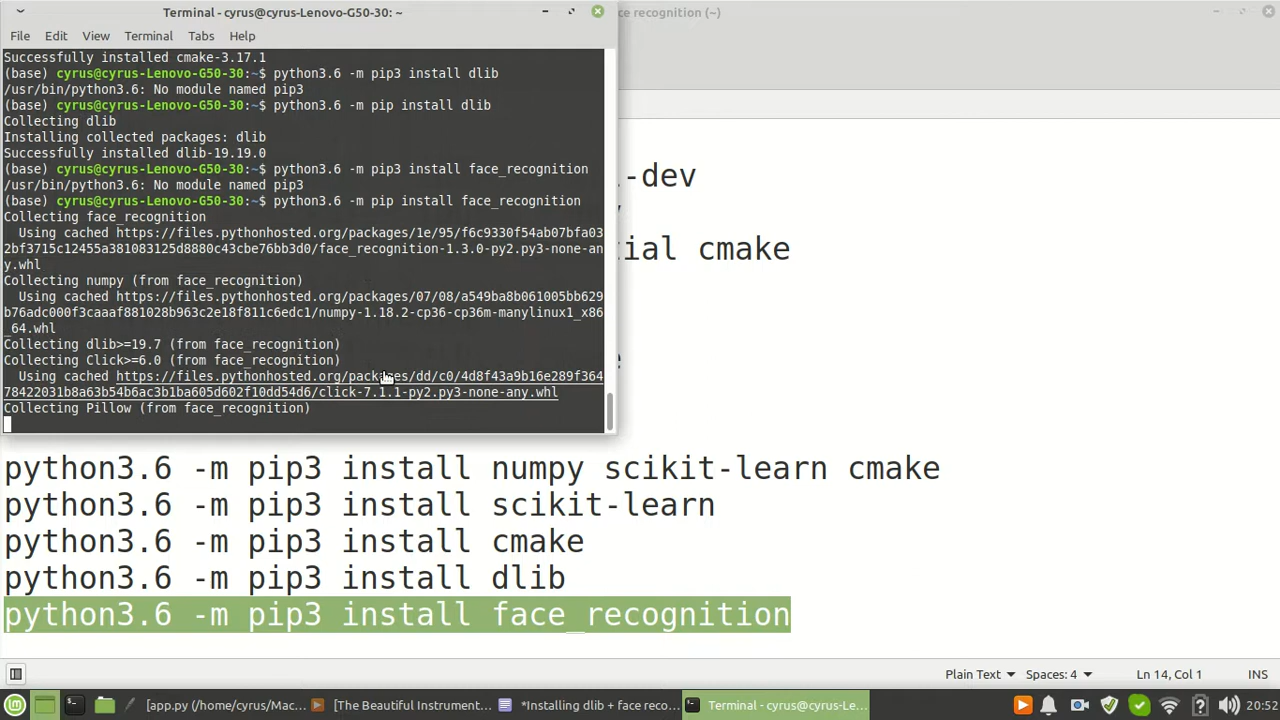 Terminal - cyrus@cyrus-Lenovo-G50-30: ~
ce recognition (~)
File Edit View Terminal Tabs Help
Successfully installed cmake-3.17.1
(base) cyrus@cyrus-Lenovo-G50-30:~$ python3.6 -m pip3 install dlib
/usr/bin/python3.6: No module named pip3
(base) cyrus@cyrus-Lenovo-G50-30:~$ python3.6 -m pip install dlib
Collecting dlib
Installing collected packages: dlib
Successfully installed dlib-19.19.0
(base) cyrus@cyrus-Lenovo-G50-30:~$ python3.6 -m pip3 install face_recognition
/usr/bin/python3.6: No module named pip3
(base) cyrus@cyrus-Lenovo-G50-30:~$ python3.6 -m pip install face_recognition
Collecting face_recognition
Using cached https://files.pythonhosted.org/packages/1e/95/f6c9330f54ab07bfa03
2bf3715c12455a381083125d8880c43cbe76bb3d0/face_recognition-1.3.0-py2.py3-none-an
y.whl
Collecting numpy (from face_recognition)
Using cached https://files.pythonhosted.org/packages/07/08/a549ba8b061005bb629
b76adc000f3caaaf881028b963c2e18f811c6edc1/numpy-1.18.2-cp36-cp36m-manylinux1_x86
_64.whl
Collecting dlib>=19.7 (from face_recognition)
Collecting Click>=6.0 (from face_recognition)
Using cached https://files.pythonhosted.org/packages/dd/c0/4d8f43a9b16e289f364
78422031b8a63b54b6ac3b1ba605d602f10dd54d6/click-7.1.1-py2.py3-none-any.whl
Collecting Pillow (from face_recognition)
-dev
ial cmake
python3.6 -m pip3 install numpy scikit-learn cmake
python3.6 -m pip3 install scikit-learn
python3.6 -m pip3 install cmake
python3.6 -m pip3 install dlib
python3.6 -m pip3 install face_recognition
Plain Text Spaces: 4 Ln 14, Col 1 INS
[app.py (/home/cyrus/Mac... [The Beautiful Instrument... *Installing dlib + face reco... Terminal - cyrus@cyrus-Le... 20:52